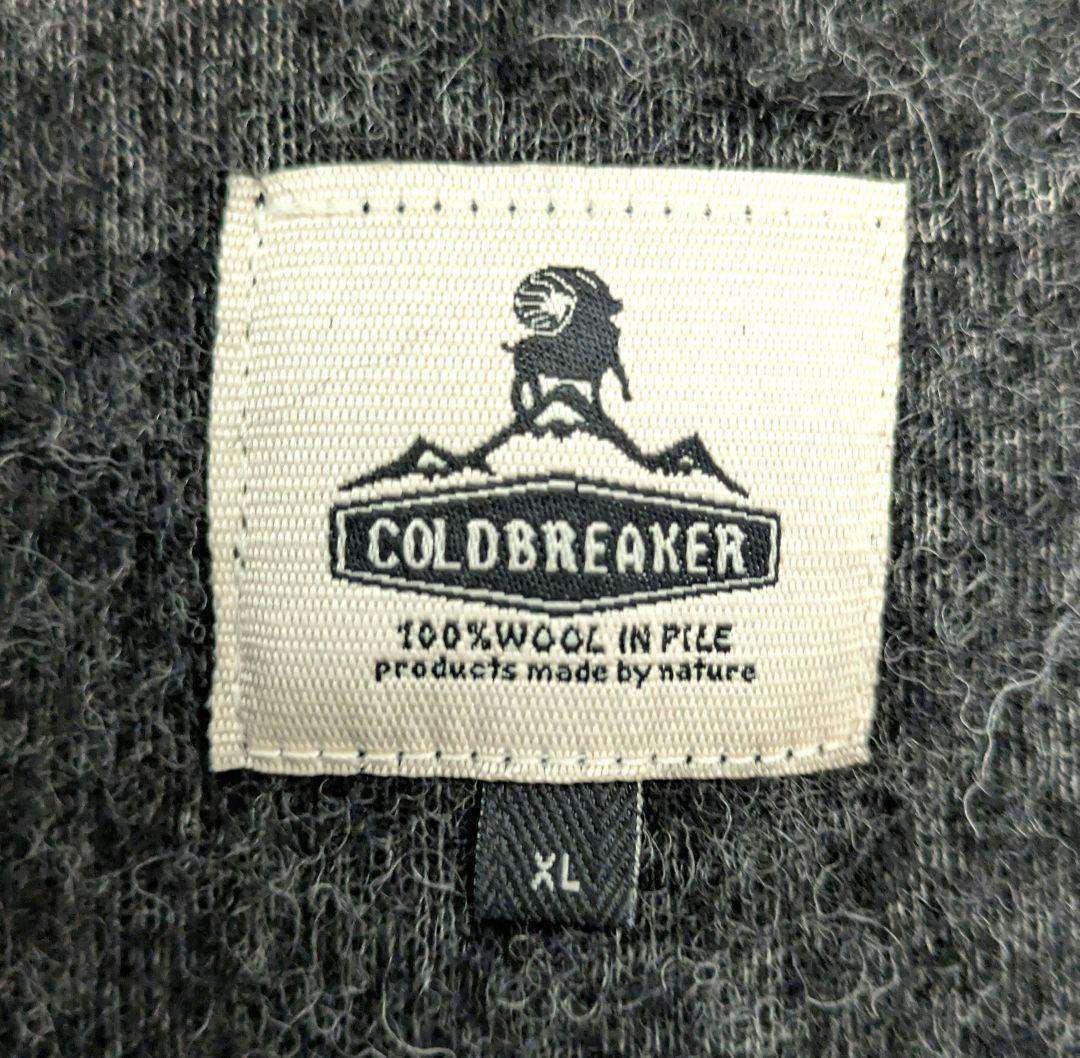 COLDBREAKER
100% WOOL IN PILE
products made by nature
XL